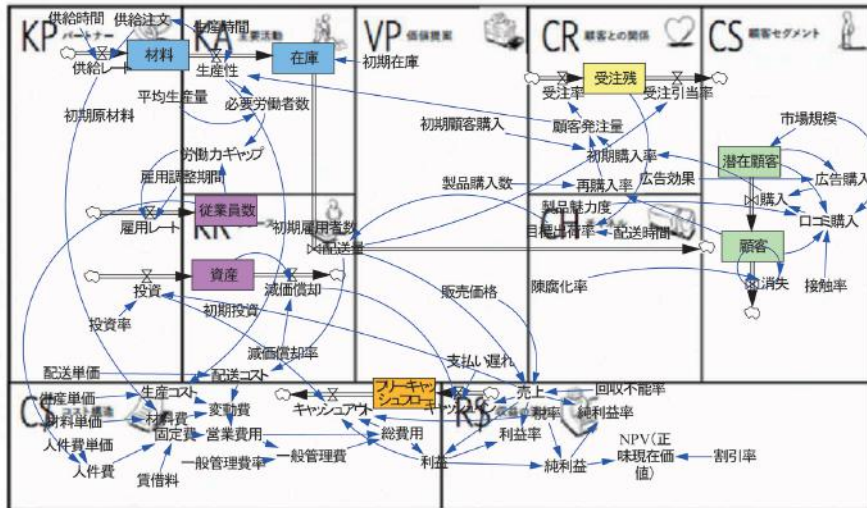 KP パートナー
KA 主要活動
VP 価値提案
CR 顧客との関係
CS 顧客セグメント
供給時間
供給注文
生産時間
供給レート
材料
生産性
在庫
初期在庫
平均生産量
必要労働者数
初期原材料
労働力ギャップ
雇用調整期間
従業員数
雇用レート
初期雇用者数
配送量
資産
投資
減価償却
投資率
初期投資
減価償却率
受注残
受注率
受注引当率
顧客発注量
初期顧客購入
初期購入率
製品購入数
再購入率
広告効果
製品魅力度
CH
目標出荷率
配送時間
市場規模
潜在顧客
広告購入
購入
口コミ購入
顧客
陳腐化率
消失
接触率
販売価格
配送単価
配送コスト
支払い遅れ
CS コスト構造
生産単価
生産コスト
材料単価
材料費
変動費
人件費単価
固定費
営業費用
人件費
賃借料
一般管理費率
一般管理費
キャッシュアウト
フリーキャッシュフロー
総費用
R$
売上
回収不能率
税率
純利益率
利益率
利益
純利益
NPV(正
味現在価
値)
割引率